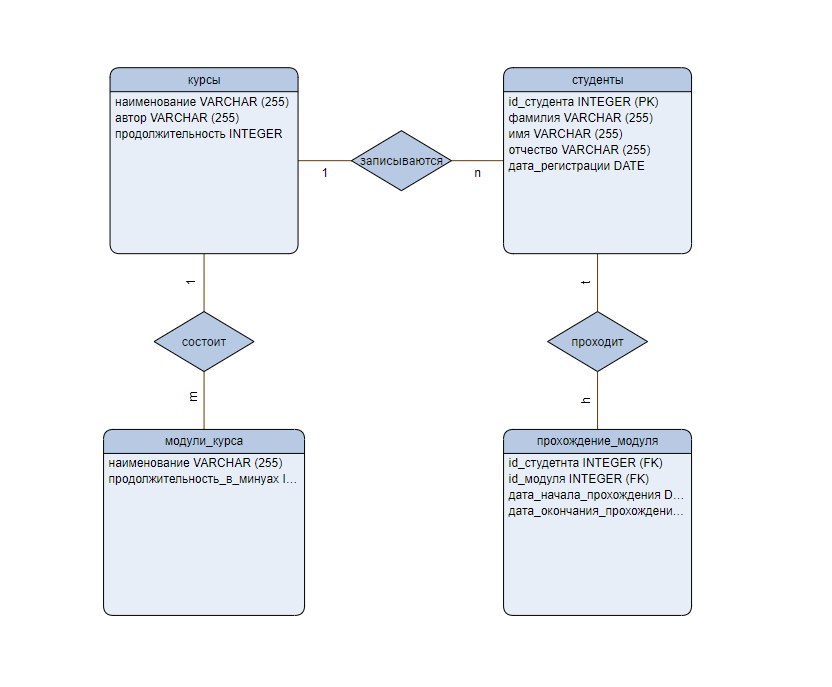 курсы
наименование VARCHAR (255)
автор VARCHAR (255)
продолжительность INTEGER
записываются
1
n
студенты
id_студента INTEGER (PK)
фамилия VARCHAR (255)
имя VARCHAR (255)
отчество VARCHAR (255)
дата_регистрации DATE
1
состоит
m
t
проходит
h
модули_курса
наименование VARCHAR (255)
продолжительность_в_минуах I...
прохождение_модуля
id_студетнта INTEGER (FK)
id_модуля INTEGER (FK)
дата_начала_прохождения D...
дата_окончания_прохождени...